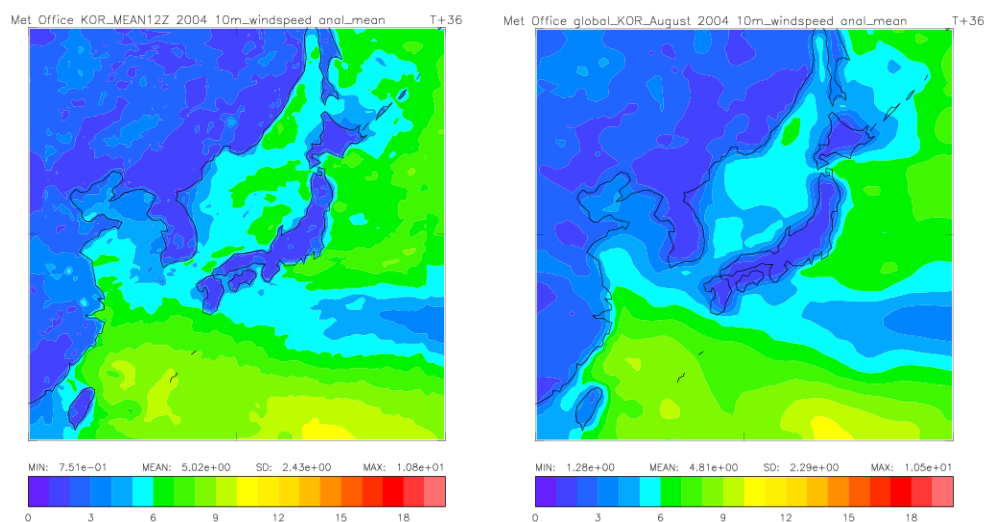 Met Office KOR_MEAN12Z 2004 10m_windspeed anal_mean T+36
MIN: 7.51e-01 MEAN: 5.02e+00 SD: 2.43e+00 MAX: 1.08e+01
0 3 6 9 12 15 18
Met Office global_KOR_August 2004 10m_windspeed anal_mean T+36
MIN: 1.28e+00 MEAN: 4.81e+00 SD: 2.29e+00 MAX: 1.05e+01
0 3 6 9 12 15 18